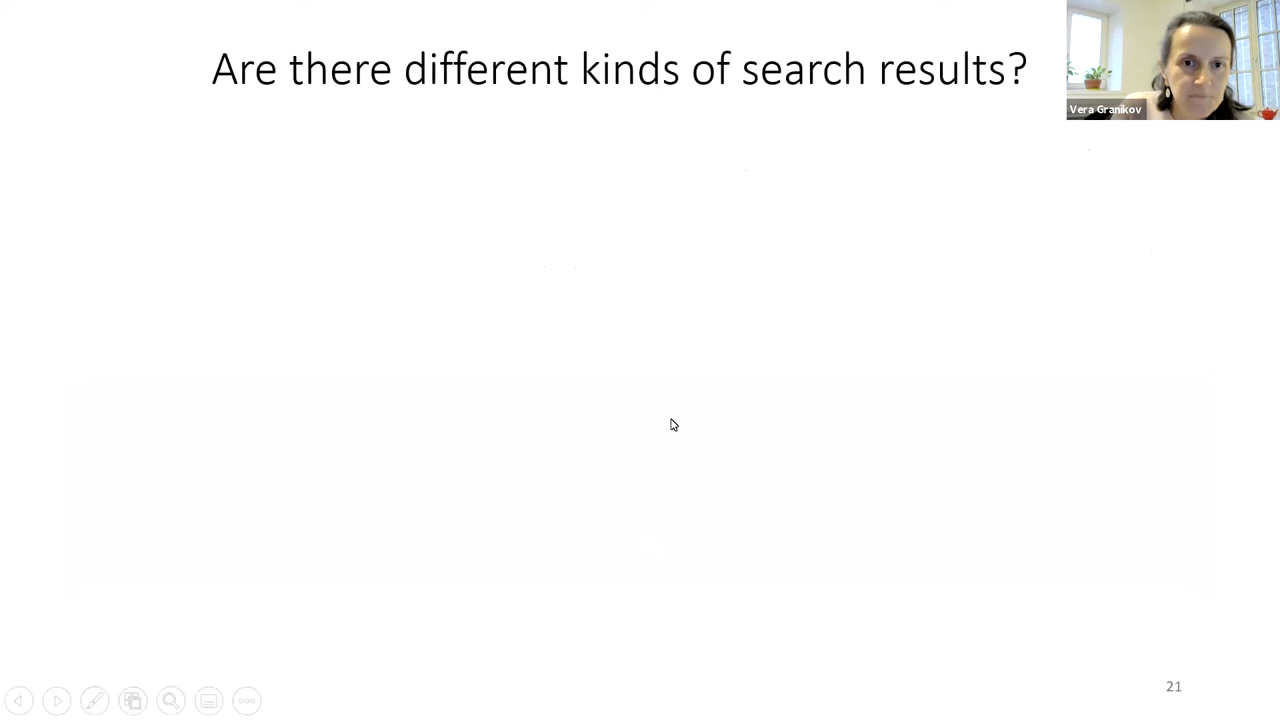 Are there different kinds of search results?
Vera Granikov
21